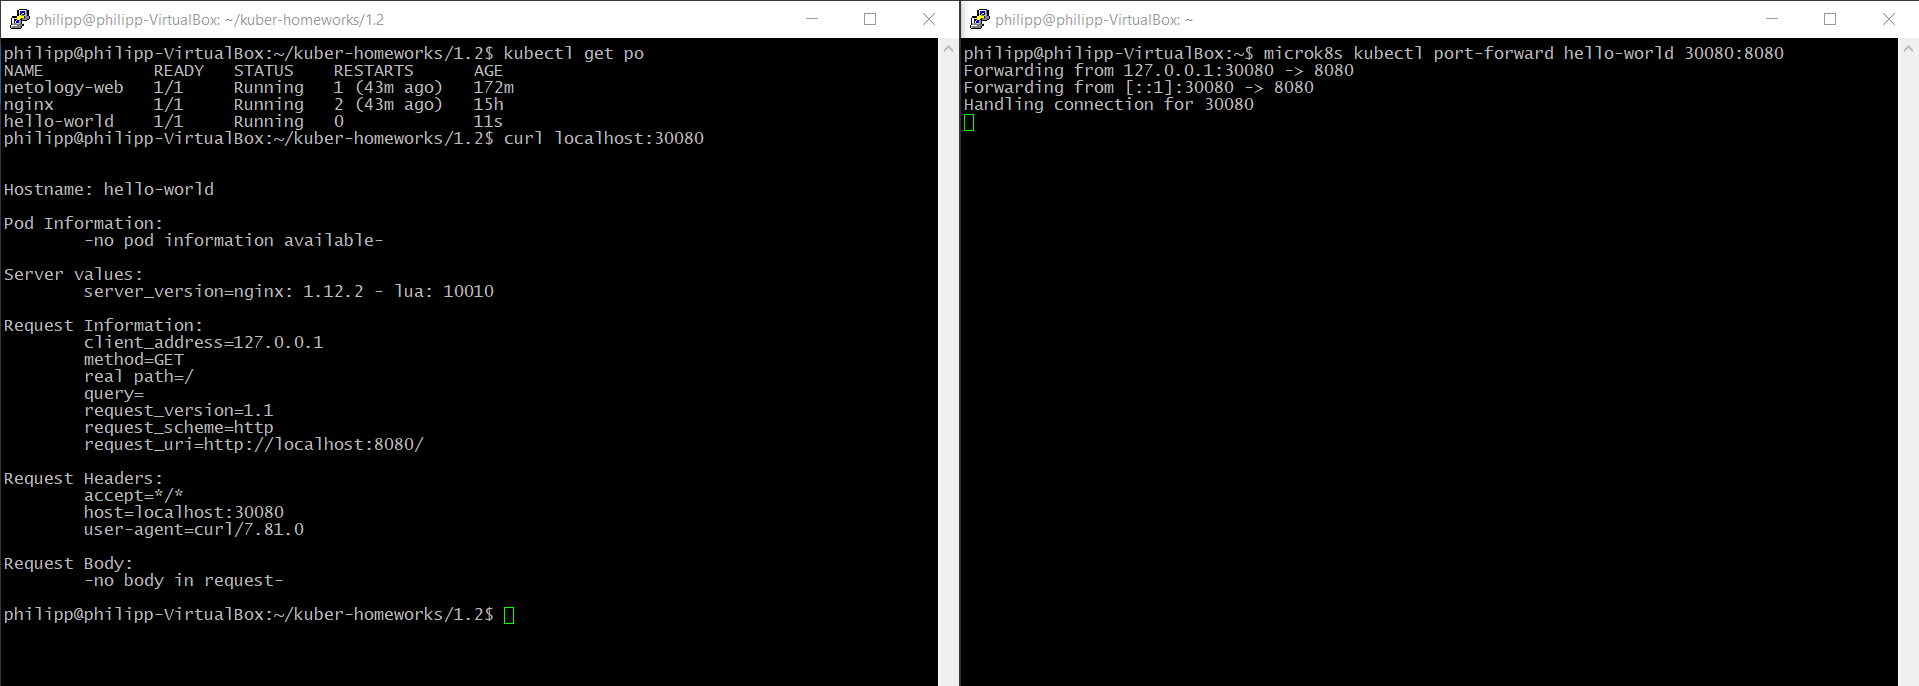 philipp@philipp-VirtualBox: ~/kuber-homeworks/1.2
philipp@philipp-VirtualBox:~/kuber-homeworks/1.2$ kubectl get po
NAME           READY   STATUS    RESTARTS      AGE
netology-web   1/1     Running   1 (43m ago)   172m
nginx          1/1     Running   2 (43m ago)   15h
hello-world    1/1     Running   0             11s
philipp@philipp-VirtualBox:~/kuber-homeworks/1.2$ curl localhost:30080
Hostname: hello-world
Pod Information:
        -no pod information available-
Server values:
        server_version=nginx: 1.12.2 - lua: 10010
Request Information:
        client_address=127.0.0.1
        method=GET
        real path=/
        query=
        request_version=1.1
        request_scheme=http
        request_uri=http://localhost:8080/
Request Headers:
        accept=*/*
        host=localhost:30080
        user-agent=curl/7.81.0
Request Body:
        -no body in request-
philipp@philipp-VirtualBox:~/kuber-homeworks/1.2$
philipp@philipp-VirtualBox: ~
philipp@philipp-VirtualBox:~$ microk8s kubectl port-forward hello-world 30080:8080
Forwarding from 127.0.0.1:30080 -> 8080
Forwarding from [::1]:30080 -> 8080
Handling connection for 30080